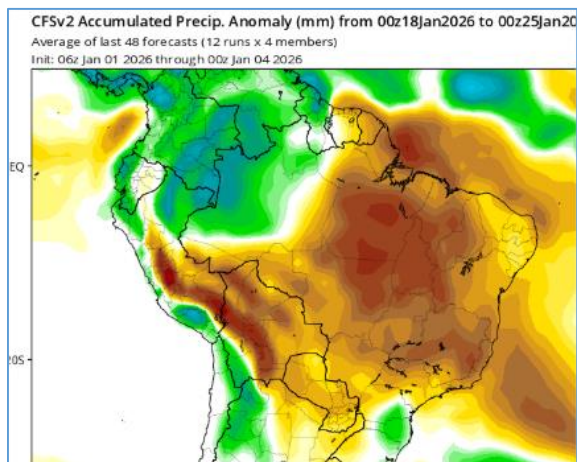 CFSv2 Accumulated Precip. Anomaly (mm) from 00z18Jan2026 to 00z25Jan20
Average of last 48 forecasts (12 runs x 4 members)
Init: 06z Jan 01 2026 through 00z Jan 04 2026
EQ
20S